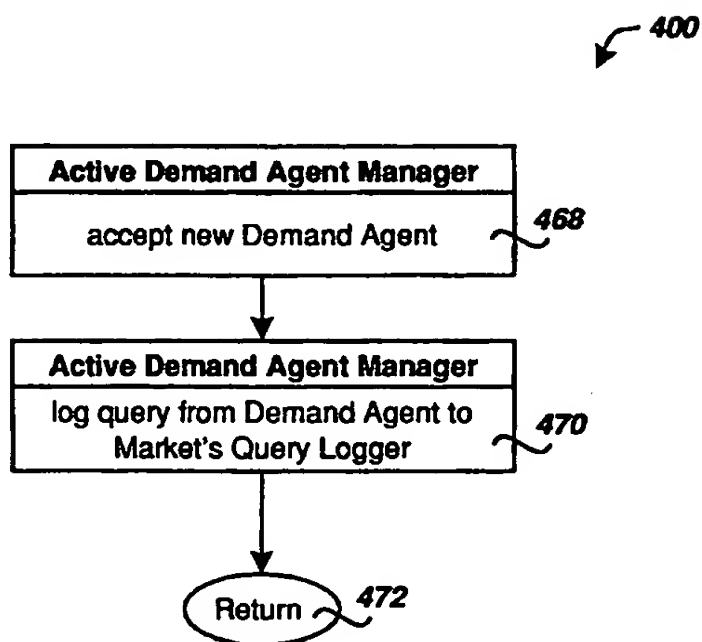 400
Active Demand Agent Manager
accept new Demand Agent
468
Active Demand Agent Manager
log query from Demand Agent to
Market's Query Logger
470
Return
472